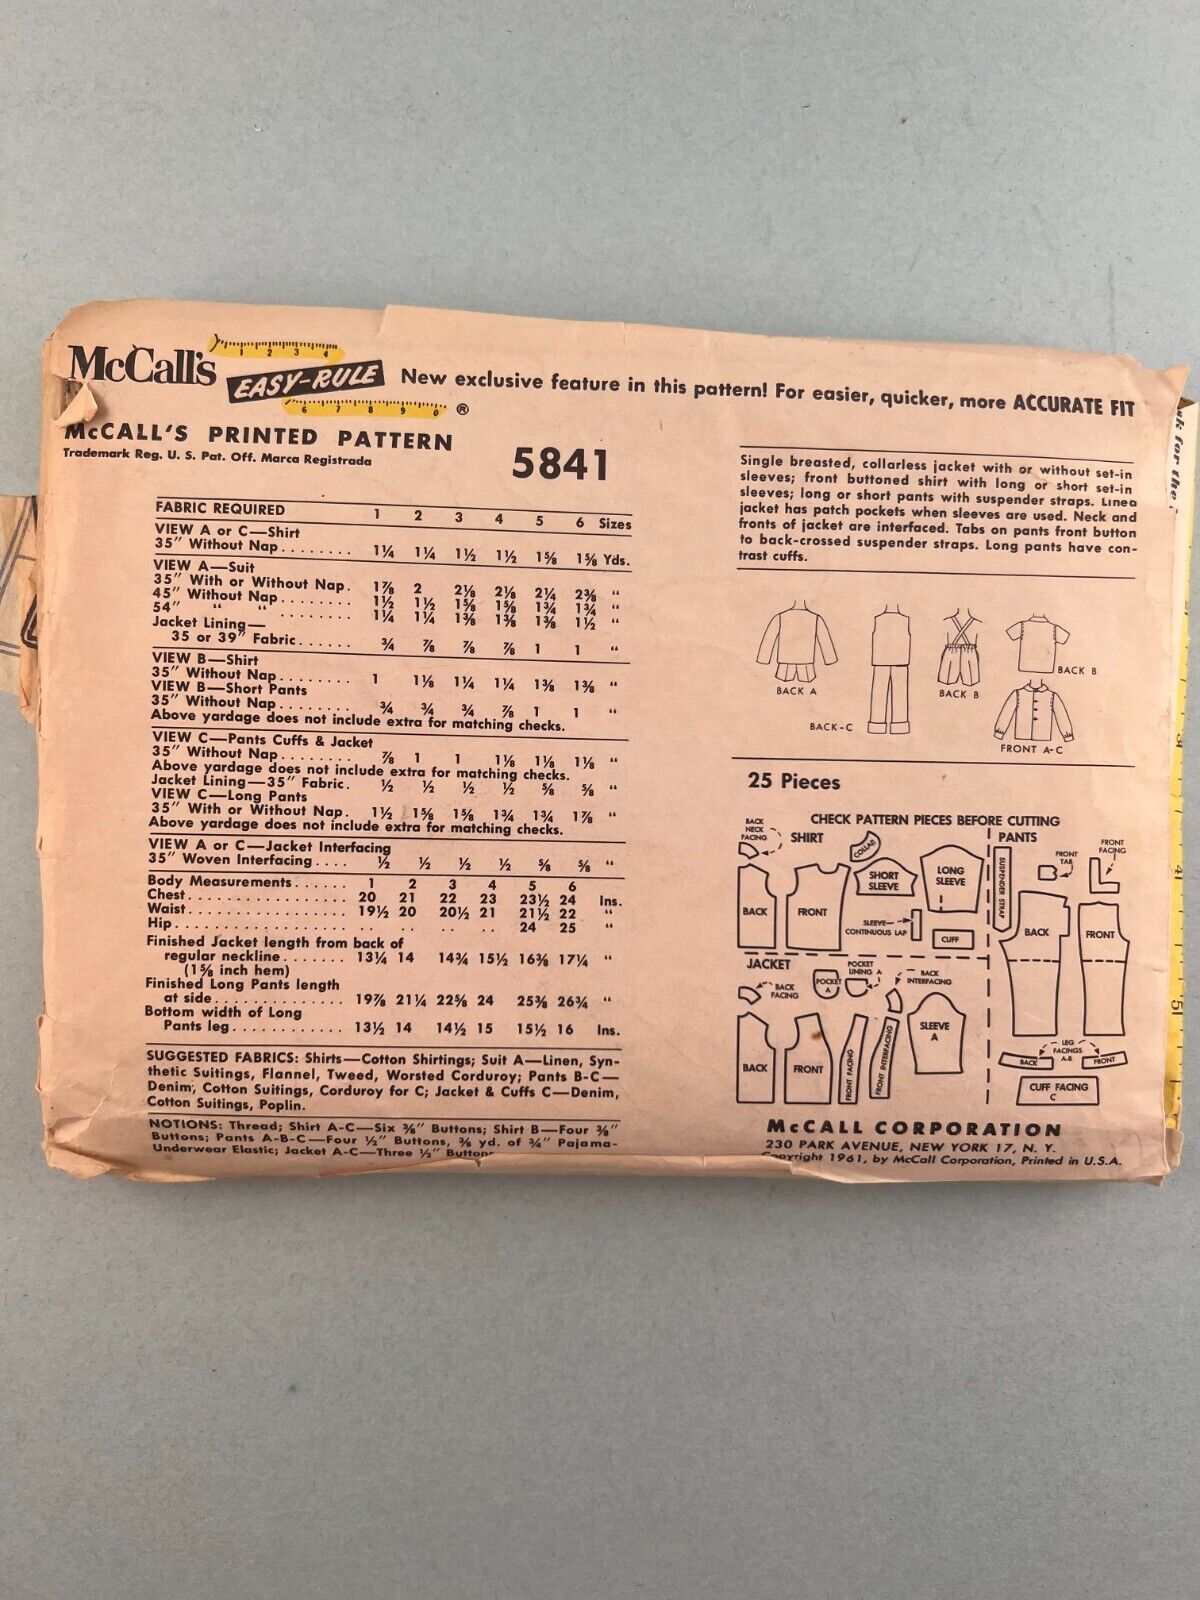 McCall's
1 2 3 4
EASY-RULE
6 7 8 9 0
®
New exclusive feature in this pattern! For easier, quicker, more ACCURATE FIT
McCALL'S PRINTED PATTERN
Trademark Reg. U. S. Pat. Off. Marca Registrada
5841
FABRIC REQUIRED 1 2 3 4 5 6 Sizes
VIEW A or C—Shirt
35" Without Nap........ 1¼ 1¼ 1½ 1½ 1⅝ 1⅝ Yds.
VIEW A—Suit
35" With or Without Nap. 1⅞ 2 2⅛ 2⅛ 2¼ 2⅜ "
45" Without Nap........ 1½ 1½ 1⅝ 1⅝ 1¾ 1¾ "
54" " " ........ 1¼ 1¼ 1⅜ 1⅜ 1⅜ 1½ "
Jacket Lining—
35 or 39" Fabric...... ¾ ⅞ ⅞ ⅞ 1 1 "
VIEW B—Shirt
35" Without Nap........ 1 1⅛ 1¼ 1¼ 1⅜ 1⅜ "
VIEW B—Short Pants
35" Without Nap........ ¾ ¾ ¾ ⅞ 1 1 "
Above yardage does not include extra for matching checks.
VIEW C—Pants Cuffs & Jacket
35" Without Nap........ ⅞ 1 1 1⅛ 1⅛ 1⅛ "
Above yardage does not include extra for matching checks.
Jacket Lining—35" Fabric. ½ ½ ½ ½ ⅝ ⅝ "
VIEW C—Long Pants
35" With or Without Nap. 1½ 1⅝ 1⅝ 1¾ 1¾ 1⅞ "
Above yardage does not include extra for matching checks.
VIEW A or C—Jacket Interfacing
35" Woven Interfacing.... ½ ½ ½ ½ ⅝ ⅝ "
Body Measurements...... 1 2 3 4 5 6
Chest.................. 20 21 22 23 23½ 24 Ins.
Waist.................. 19½ 20 20½ 21 21½ 22 "
Hip.................... .. .. .. .. 24 25 "
Finished Jacket length from back of
regular neckline....... 13¼ 14 14¾ 15½ 16⅜ 17¼ "
(1⅝ inch hem)
Finished Long Pants length
at side............... 19⅞ 21¼ 22⅝ 24 25⅜ 26¾ "
Bottom width of Long
Pants leg............ 13½ 14 14½ 15 15½ 16 Ins.
SUGGESTED FABRICS: Shirts—Cotton Shirtings; Suit A—Linen, Syn-
thetic Suitings, Flannel, Tweed, Worsted Corduroy; Pants B-C—
Denim, Cotton Suitings, Corduroy for C; Jacket & Cuffs C—Denim,
Cotton Suitings, Poplin.
NOTIONS: Thread; Shirt A-C—Six ⅜" Buttons; Shirt B—Four ⅜"
Buttons; Pants A-B-C—Four ½" Buttons, ⅜ yd. of ¾" Pajama-
Underwear Elastic; Jacket A-C—Three ½" Buttons
Single breasted, collarless jacket with or without set-in
sleeves; front buttoned shirt with long or short set-in
sleeves; long or short pants with suspender straps. Lined
jacket has patch pockets when sleeves are used. Neck and
fronts of jacket are interfaced. Tabs on pants front button
to back-crossed suspender straps. Long pants have con-
trast cuffs.
BACK A
BACK-C
BACK B
BACK B
FRONT A-C
25 Pieces
CHECK PATTERN PIECES BEFORE CUTTING
BACK
NECK
FACING
SHIRT
COLLAR
SHORT
SLEEVE
LONG
SLEEVE
BACK
FRONT
SLEEVE—
CONTINUOUS LAP
CUFF
PANTS
SUSPENDER STRAP
FRONT
TAB
FRONT
FACING
BACK
FRONT
JACKET
BACK
FACING
POCKET
A
POCKET
LINING A
BACK
INTERFACING
BACK
FRONT
FRONT FACING
FRONT INTERFACING
SLEEVE
A
LEG
FACINGS
A-B
BACK
FRONT
CUFF FACING
C
McCALL CORPORATION
230 PARK AVENUE, NEW YORK 17, N. Y.
Copyright 1961, by McCall Corporation, Printed in U.S.A.
for the